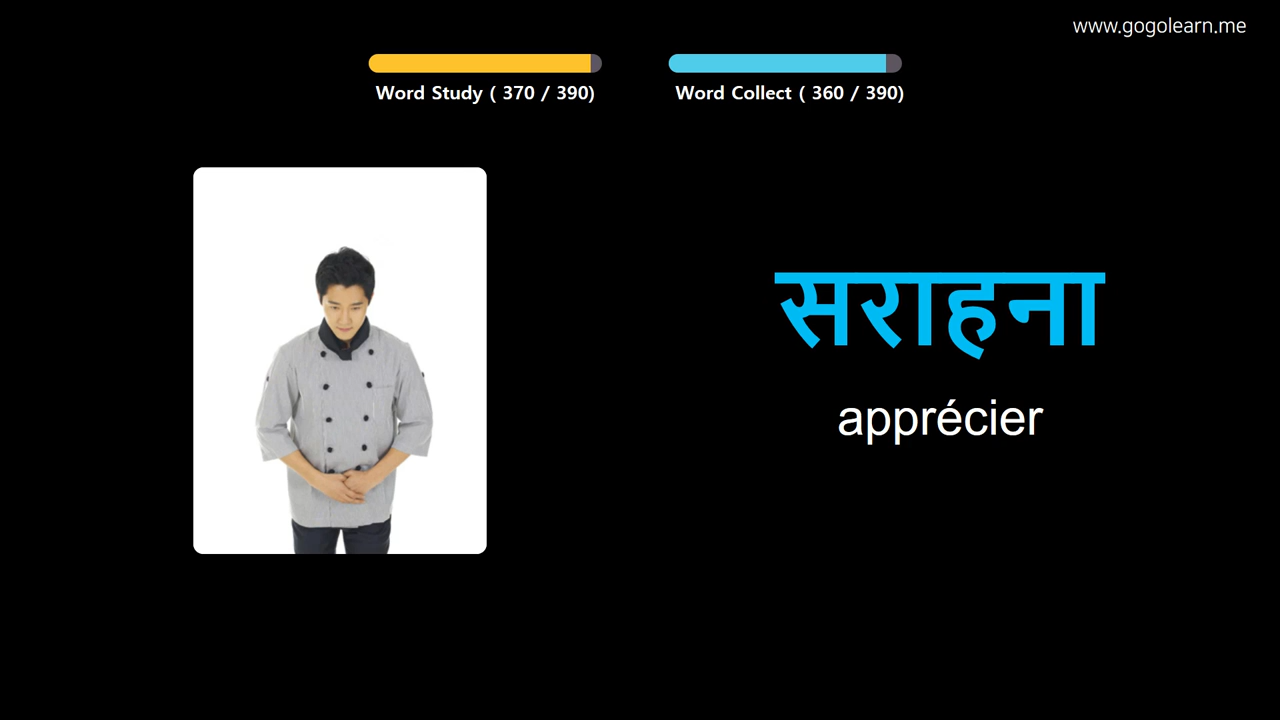 www.gogolearn.me
Word Study ( 370 / 390)
Word Collect ( 360 / 390)
सराहना
apprécier